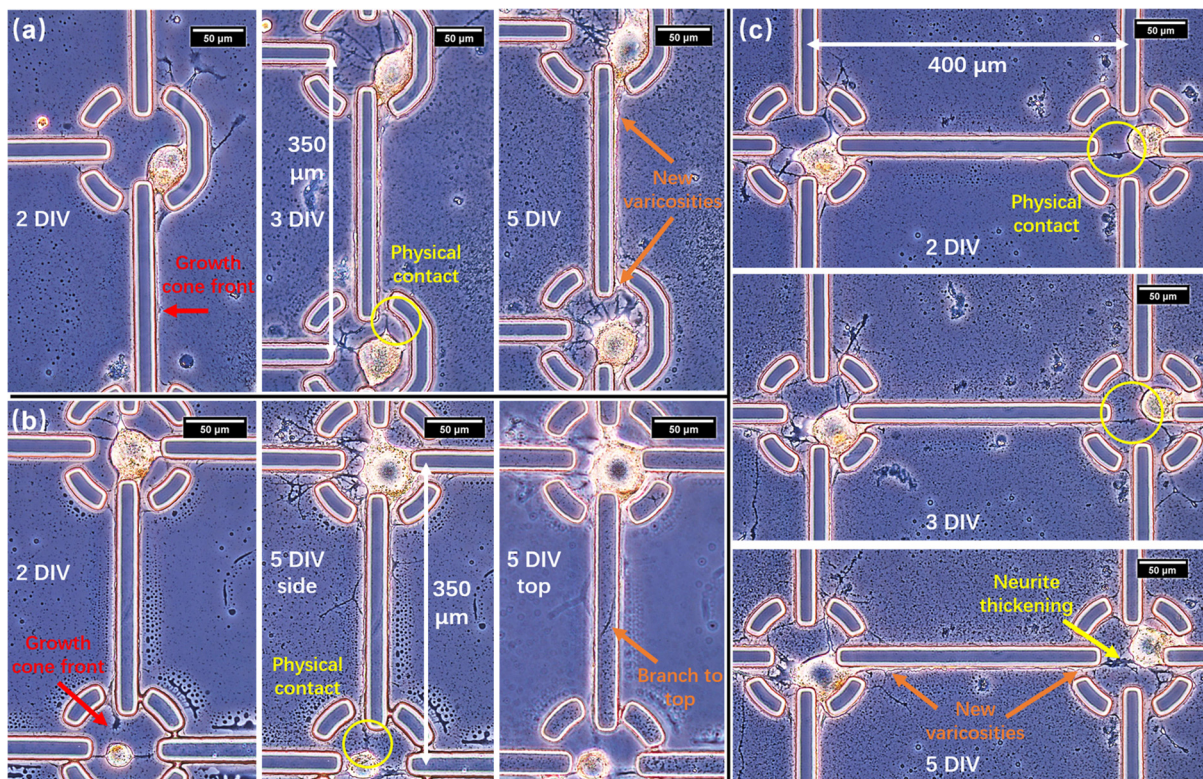 (a)
50 μm
2 DIV
Growth
cone front
50 μm
350
μm
3 DIV
Physical
contact
50 μm
5 DIV
New
varicosities
(b)
50 μm
2 DIV
Growth
cone front
50 μm
5 DIV
side
350
μm
Physical
contact
50 μm
5 DIV
top
Branch to
top
(c)
50 μm
400 μm
Physical
contact
2 DIV
50 μm
3 DIV
50 μm
Neurite
thickening
New
varicosities
5 DIV